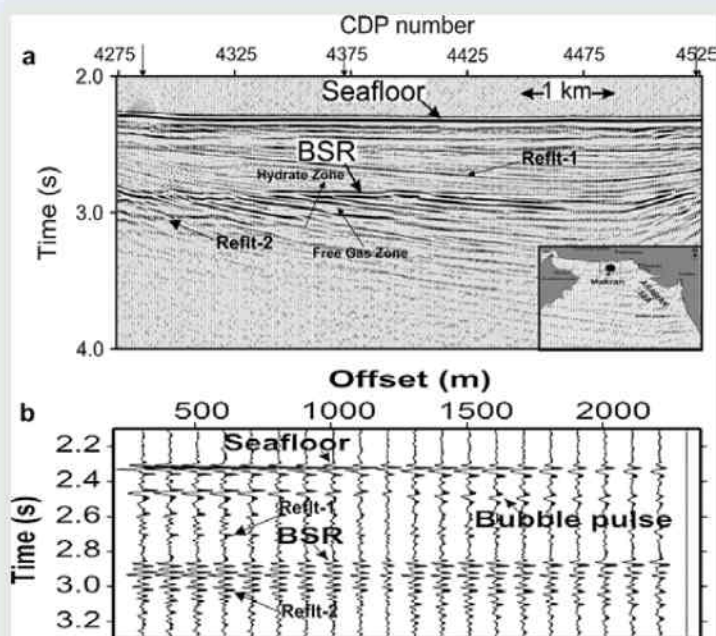 CDP number
a
4275 4325 4375 4425 4475 4525
2.0
Seafloor
1 km
BSR
Reflt-1
Hydrate Zone
Time (s)
3.0
Reflt-2
Free Gas Zone
Makran
4.0
Offset (m)
b
500 1000 1500 2000
2.2
Seafloor
2.4
Reflt-1
2.6
Bubble pulse
BSR
Time (s)
2.8
3.0
Reflt-2
3.2